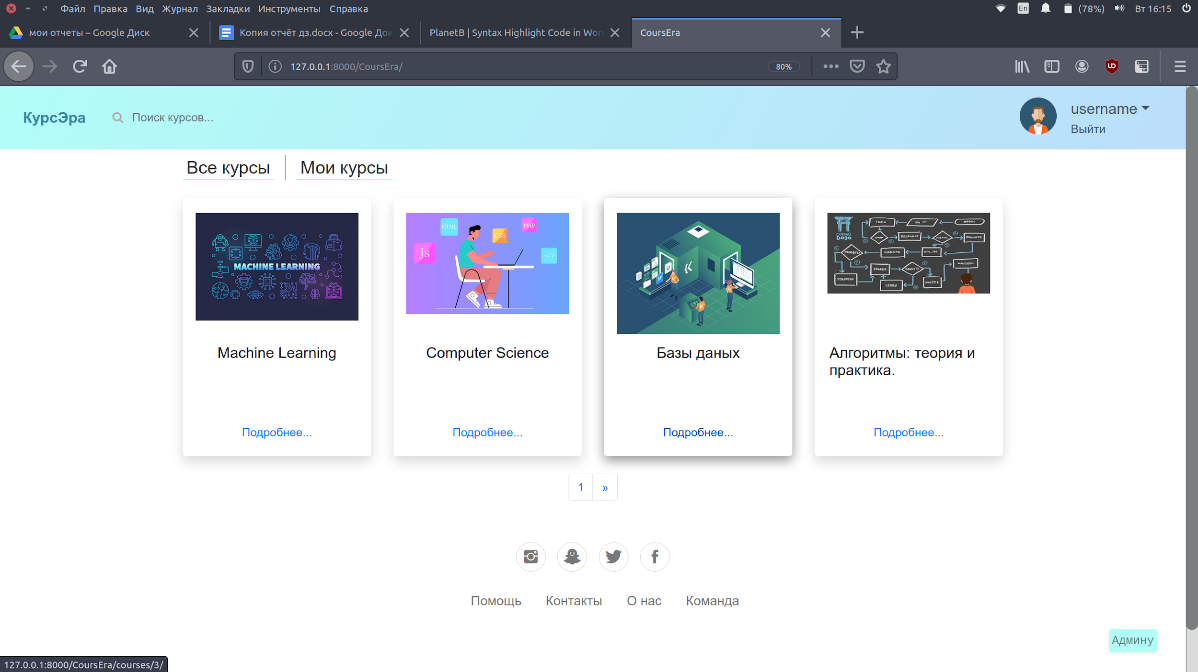 Файл Правка Вид Журнал Закладки Инструменты Справка
En (78%) Вт 16:15
мои отчеты – Google Диск
Копия отчёт дз.docx - Google Док
PlanetB | Syntax Highlight Code in Wor
CoursEra
127.0.0.1:8000/CoursEra/
80%
КурсЭра
Поиск курсов...
username
Выйти
Все курсы
Мои курсы
MACHINE LEARNING
JS
PHP
Machine Learning
Computer Science
Базы даных
Алгоритмы: теория и
практика.
Подробнее...
Подробнее...
Подробнее...
Подробнее...
1 »
Помощь Контакты О нас Команда
Админу
127.0.0.1:8000/CoursEra/courses/3/